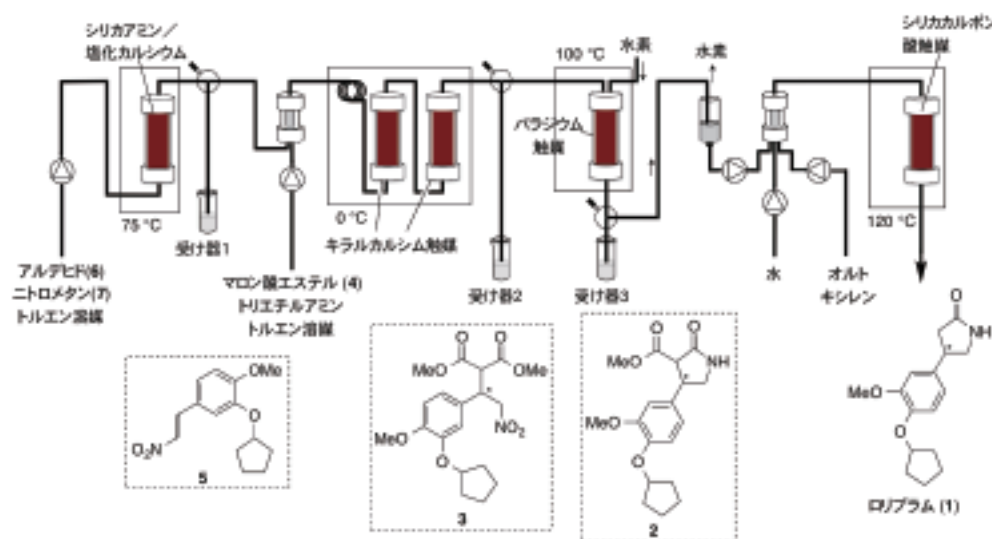 シリカアミン／
塩化カルシウム
75 °C
受け器1
アルデヒド(6)
ニトロメタン(7)
トルエン溶媒
0 °C
キラルカルシム触媒
マロン酸エステル (4)
トリエチルアミン
トルエン溶媒
受け器2
100 °C
水素
パラジウム
触媒
受け器3
水素
水
オルト
キシレン
シリカカルボン
酸触媒
120 °C
OMe
O
O₂N
5
O
O
MeO
OMe
*
NO₂
MeO
O
3
O
O
MeO
NH
*
MeO
O
2
O
NH
*
MeO
O
ロリプラム (1)